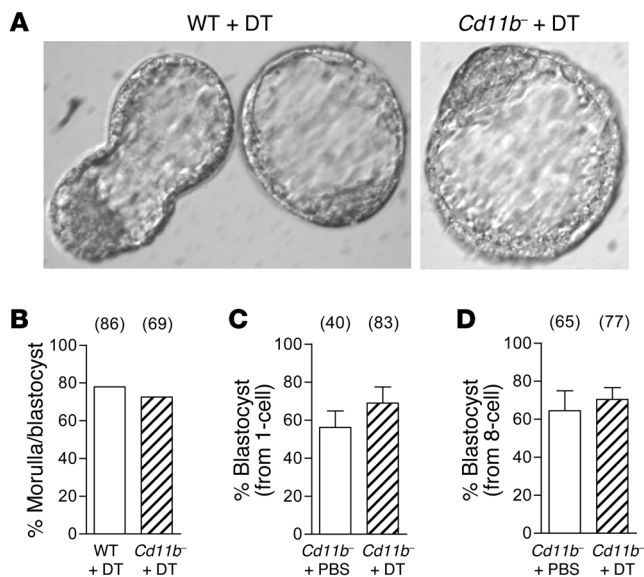 A
WT + DT
Cd11b⁻ + DT
B
(86)
(69)
% Morulla/blastocyst
100
80
60
40
20
0
WT
+ DT
Cd11b⁻
+ DT
C
(40)
(83)
% Blastocyst
(from 1-cell)
100
80
60
40
20
0
Cd11b⁻
+ PBS
Cd11b⁻
+ DT
D
(65)
(77)
% Blastocyst
(from 8-cell)
100
80
60
40
20
0
Cd11b⁻
+ PBS
Cd11b⁻
+ DT